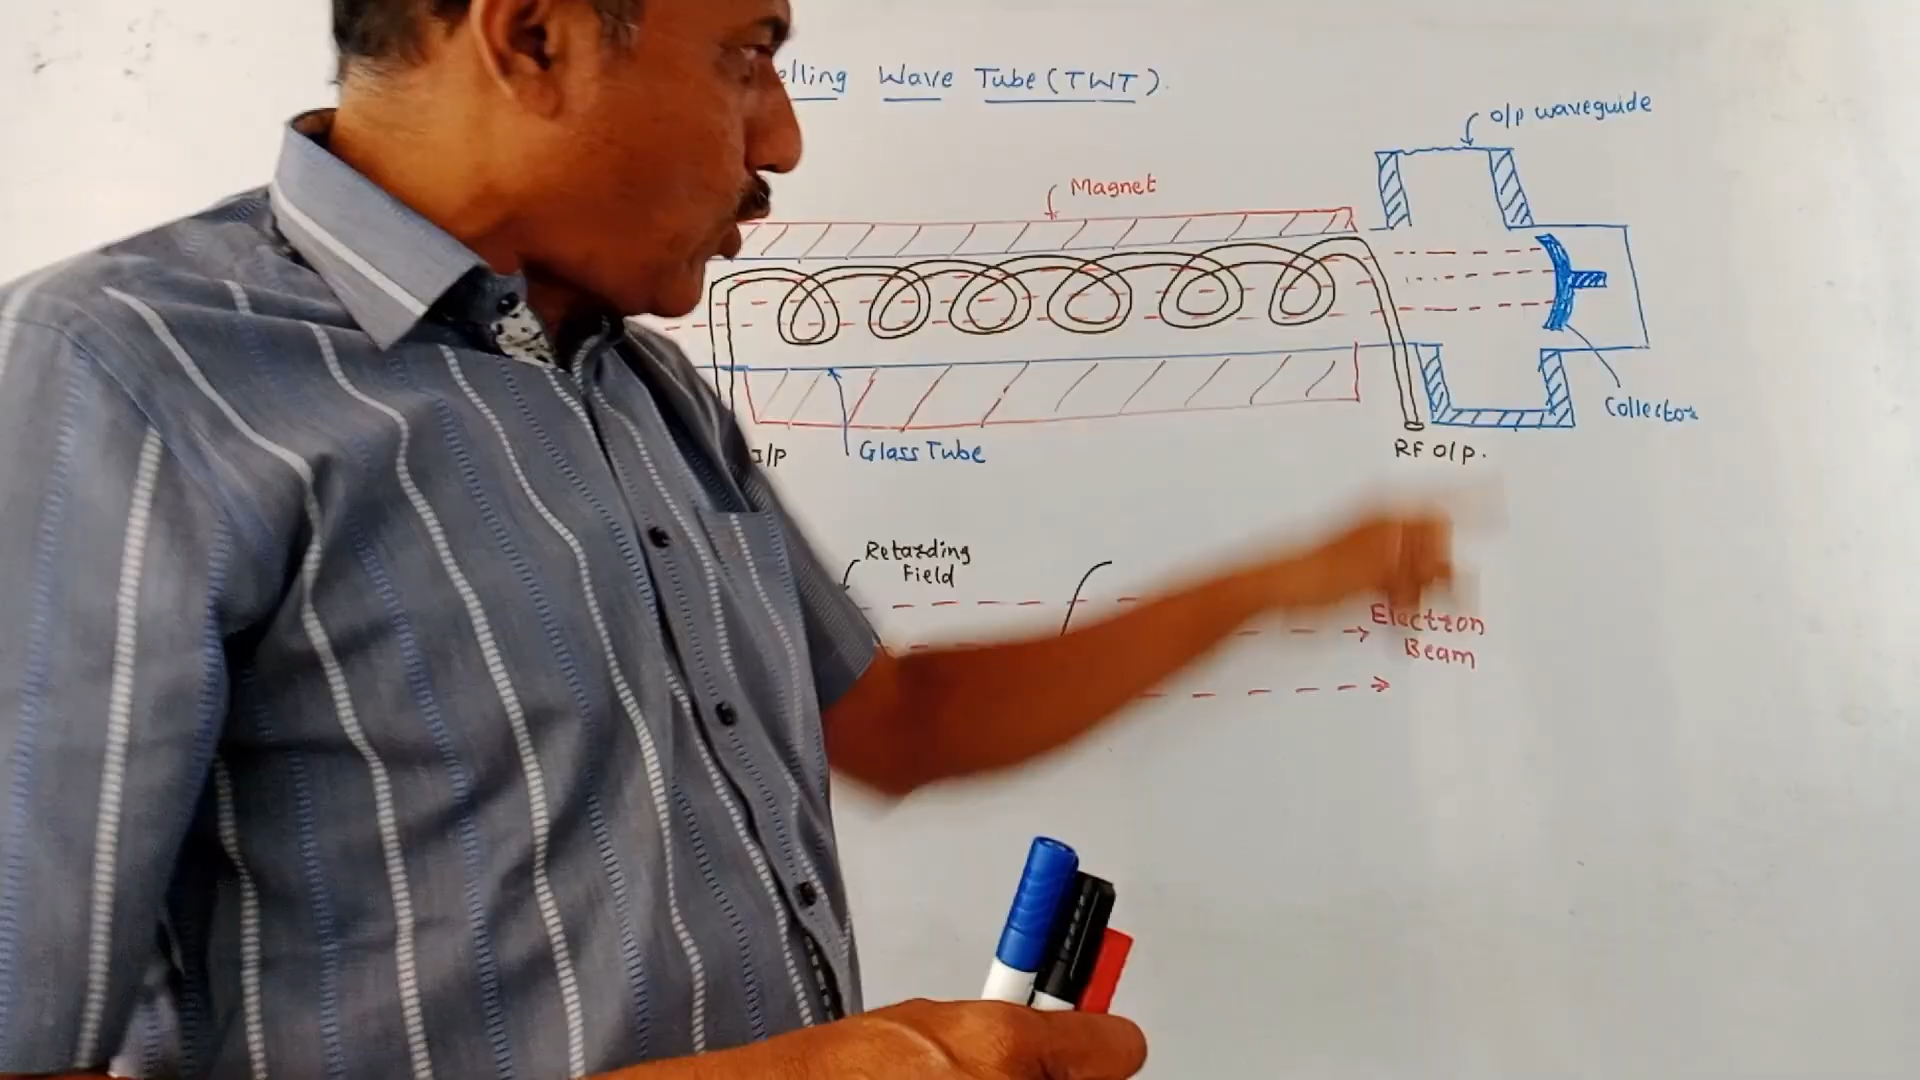 elling Wave Tube (TWT).
O/P waveguide
Magnet
Collector
I/P
Glass Tube
RF O/P.
Retarding
Field
Electron
Beam